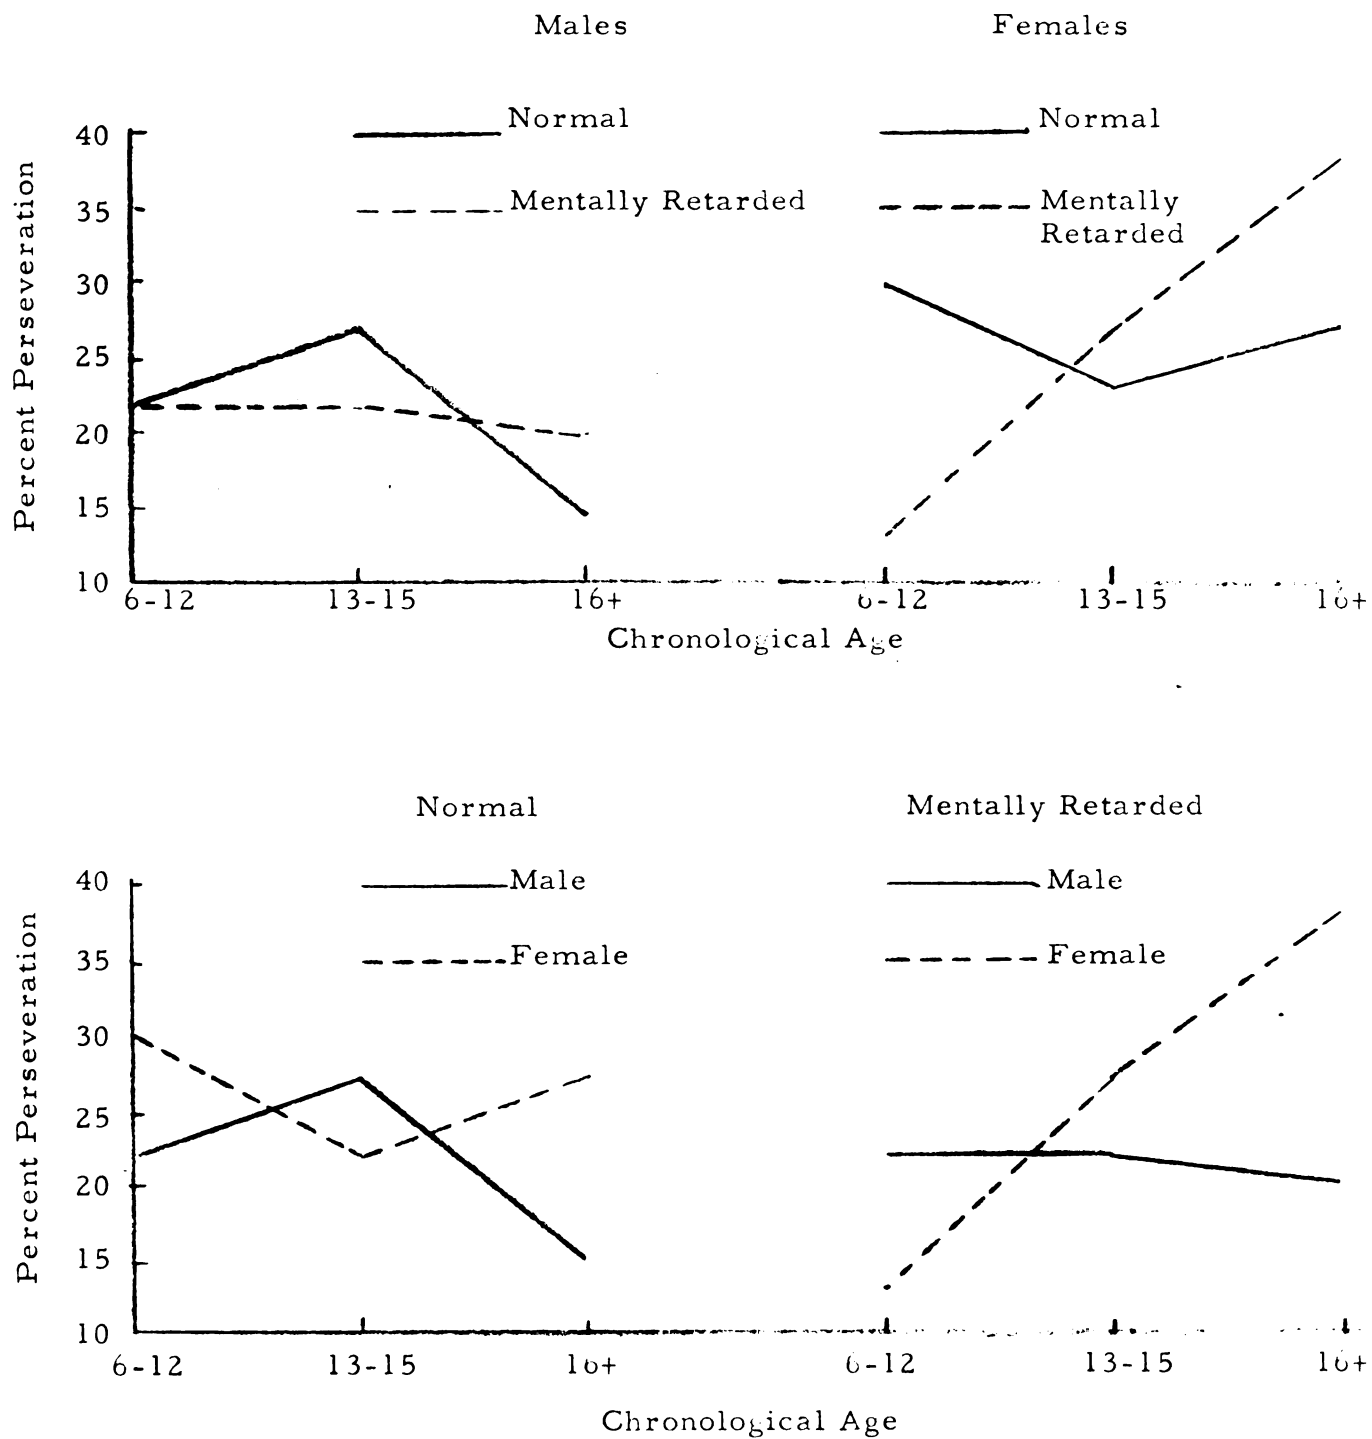 Males Females
Normal Normal
Mentally Retarded Mentally
Retarded
Percent Perseveration
40
35
30
25
20
15
10
6-12 13-15 16+ 6-12 13-15 16+
Chronological Age
Normal Mentally Retarded
Male Male
Female Female
Percent Perseveration
40
35
30
25
20
15
10
6-12 13-15 16+ 6-12 13-15 16+
Chronological Age